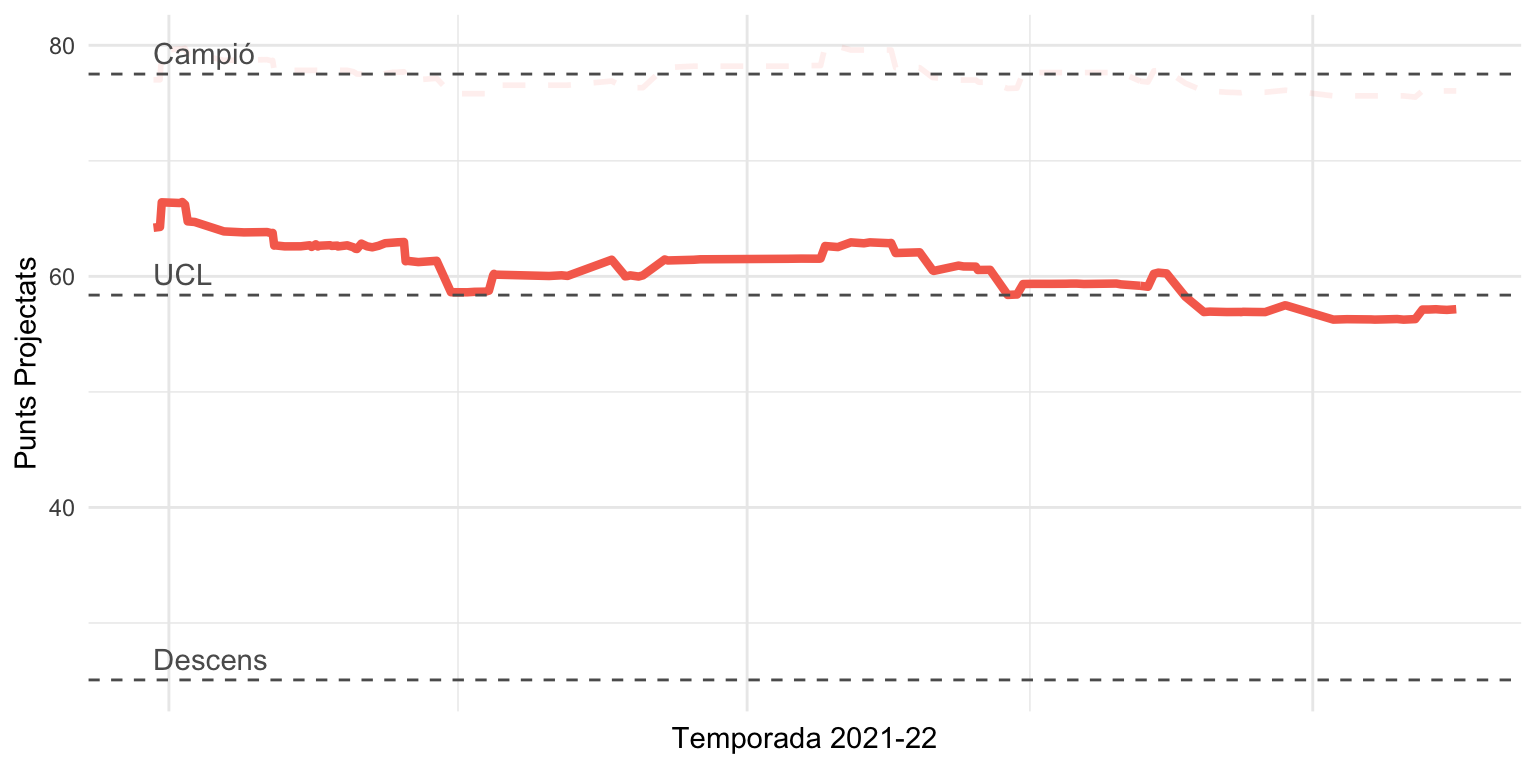 80
Campió
60
UCL
40
Descens
Punts Projectats
Temporada 2021-22